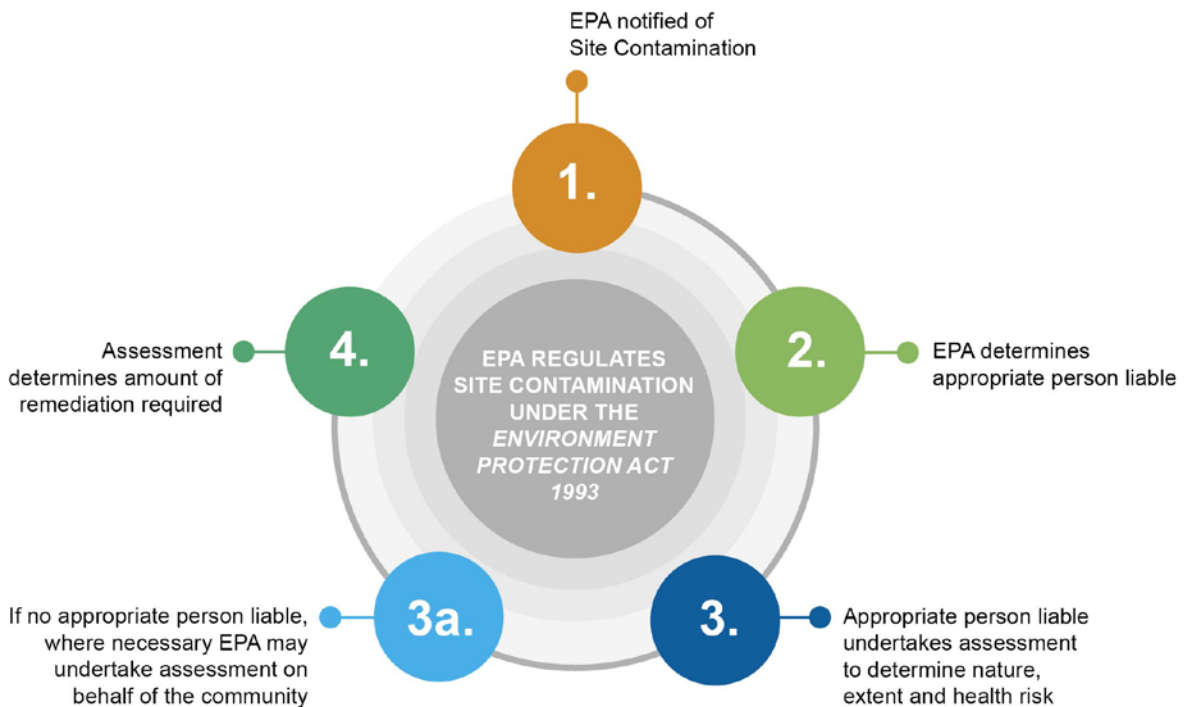 EPA notified of
Site Contamination
1.
2.
EPA determines
appropriate person liable
3.
Appropriate person liable
undertakes assessment
to determine nature,
extent and health risk
3a.
If no appropriate person liable,
where necessary EPA may
undertake assessment on
behalf of the community
4.
Assessment
determines amount of
remediation required
EPA REGULATES
SITE CONTAMINATION
UNDER THE
ENVIRONMENT
PROTECTION ACT
1993